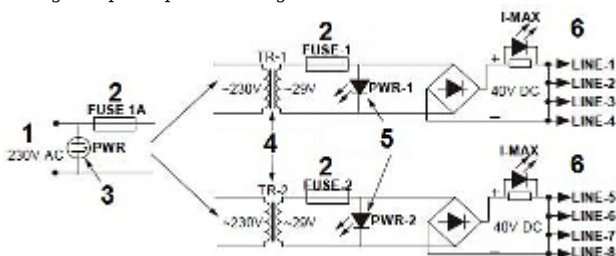 I-MAX
6
2
TR-1
FUSE-1
+
LINE-1
LINE-2
LINE-3
LINE-4
~230V
~29V
PWR-1
40V DC
–
2
FUSE 1A
1
230V AC
PWR
3
4
5
I-MAX
6
2
TR-2
FUSE-2
+
LINE-5
LINE-6
LINE-7
LINE-8
~230V
~29V
PWR-2
40V DC
–